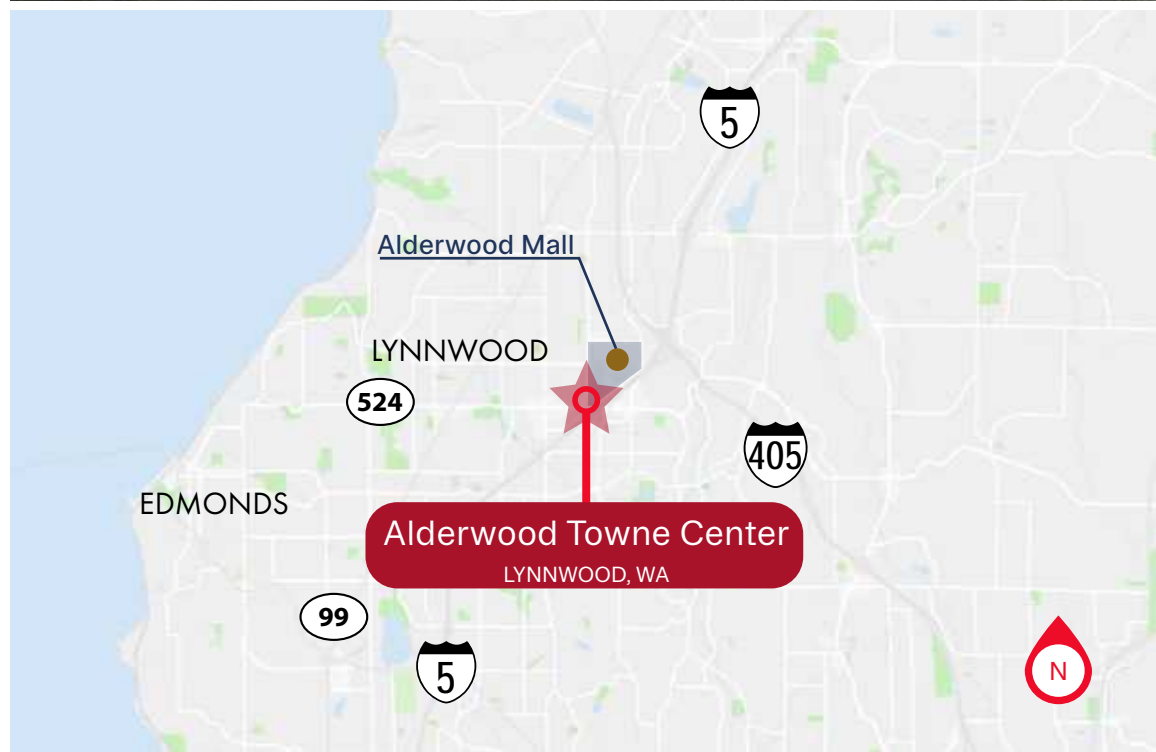 5
Alderwood Mall
LYNNWOOD
524
405
EDMONDS
Alderwood Towne Center
LYNNWOOD, WA
99
5
N